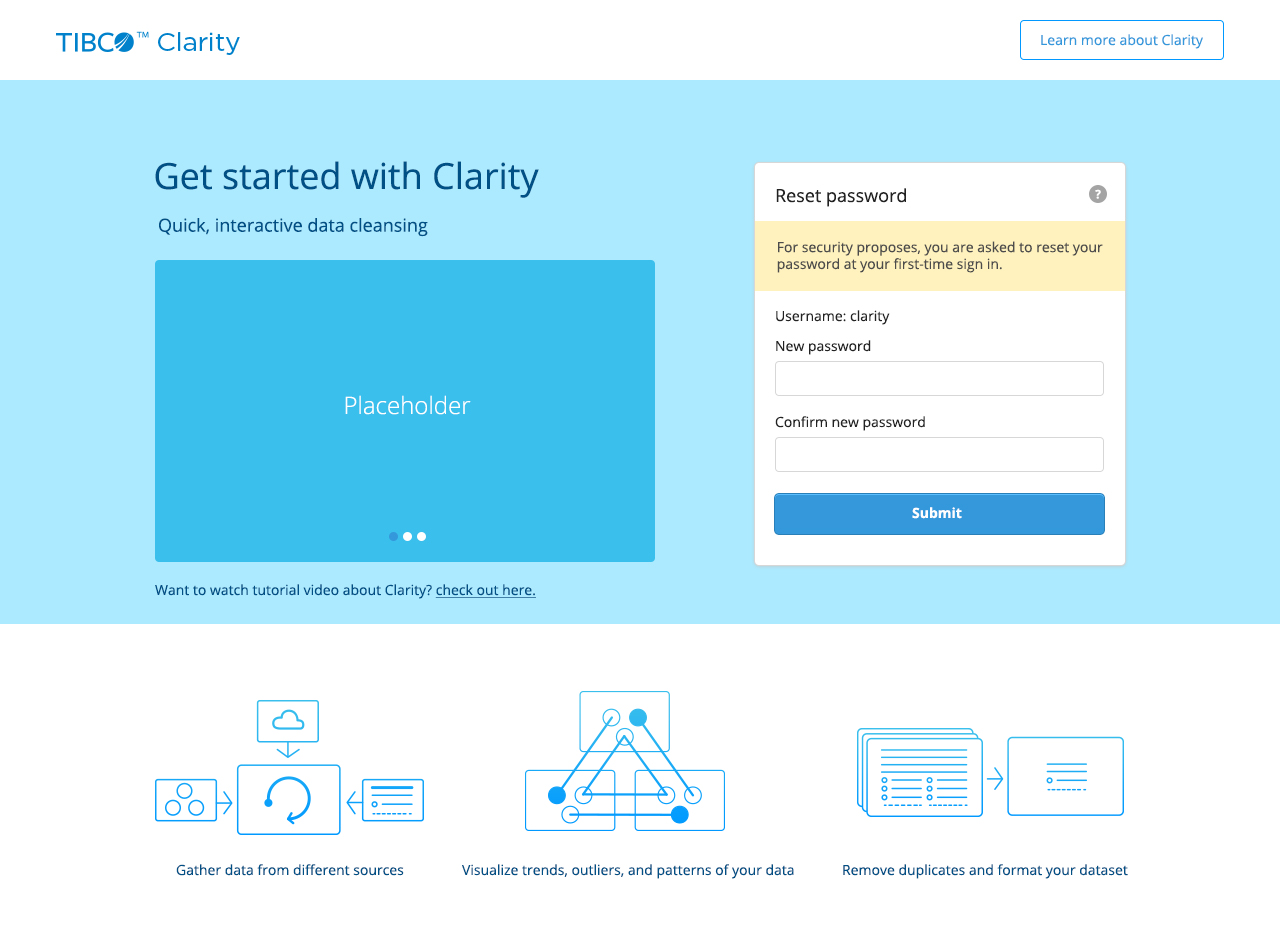 TIBCO™ Clarity
Learn more about Clarity
Get started with Clarity
Quick, interactive data cleansing
Placeholder
Want to watch tutorial video about Clarity? check out here.
Reset password
?
For security proposes, you are asked to reset your
password at your first-time sign in.
Username: clarity
New password
Confirm new password
Submit
Gather data from different sources
Visualize trends, outliers, and patterns of your data
Remove duplicates and format your dataset